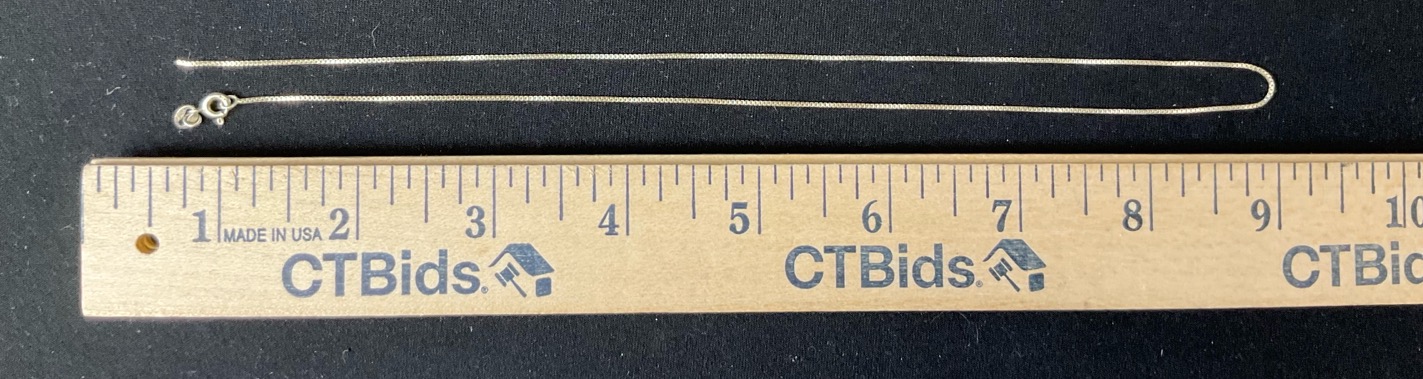 1 MADE IN USA 2 3 4 5 6 7 8 9 10
CTBids. CTBids. CTBid